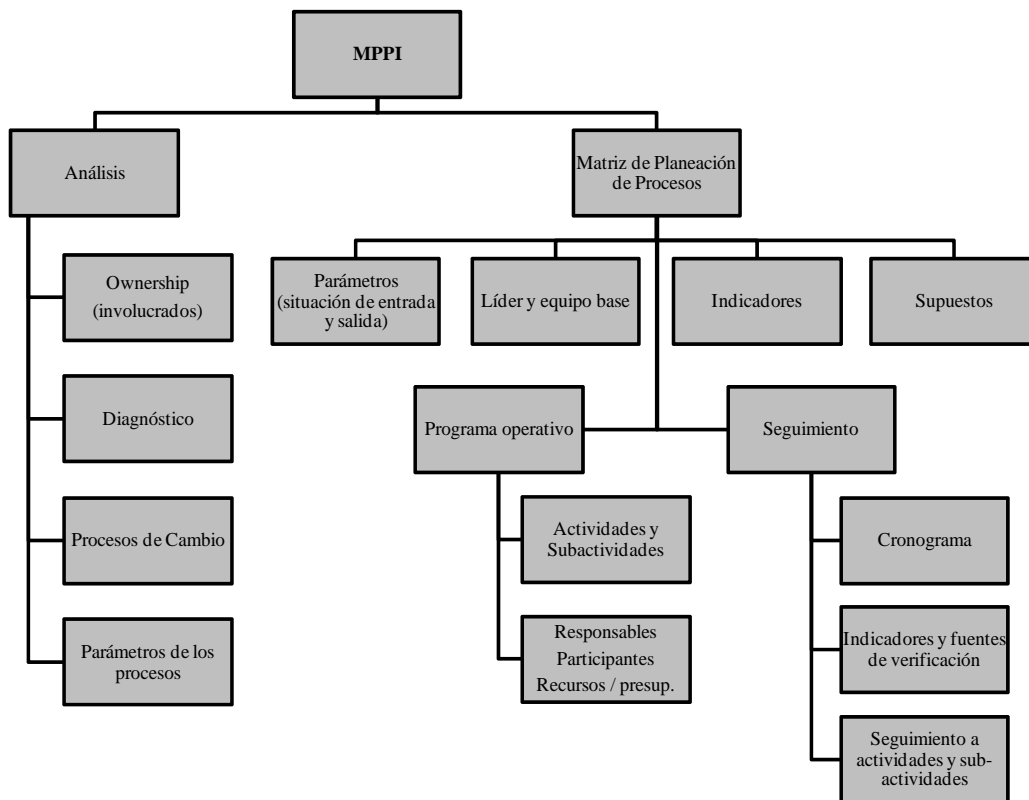 MPPI
Análisis
Matriz de Planeación
de Procesos
Ownership
(involucrados)
Diagnóstico
Procesos de Cambio
Parámetros de los
procesos
Parámetros
(situación de entrada
y salida)
Líder y equipo base
Indicadores
Supuestos
Programa operativo
Seguimiento
Actividades y
Subactividades
Responsables
Participantes
Recursos / presup.
Cronograma
Indicadores y fuentes
de verificación
Seguimiento a
actividades y sub-
actividades